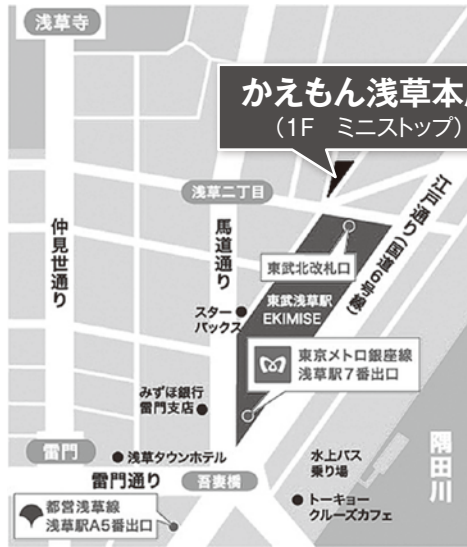 浅草寺
かえもん浅草本店
(1F　ミニストップ)
浅草二丁目
江戸通り(国道6号線)
仲見世通り
馬道通り
東武北改札口
東武浅草駅
EKIMISE
スター
バックス
東京メトロ銀座線
浅草駅7番出口
みずほ銀行
雷門支店
雷門
浅草タウンホテル
雷門通り
吾妻橋
水上バス
乗り場
隅田川
トーキョー
クルーズカフェ
都営浅草線
浅草駅A5番出口